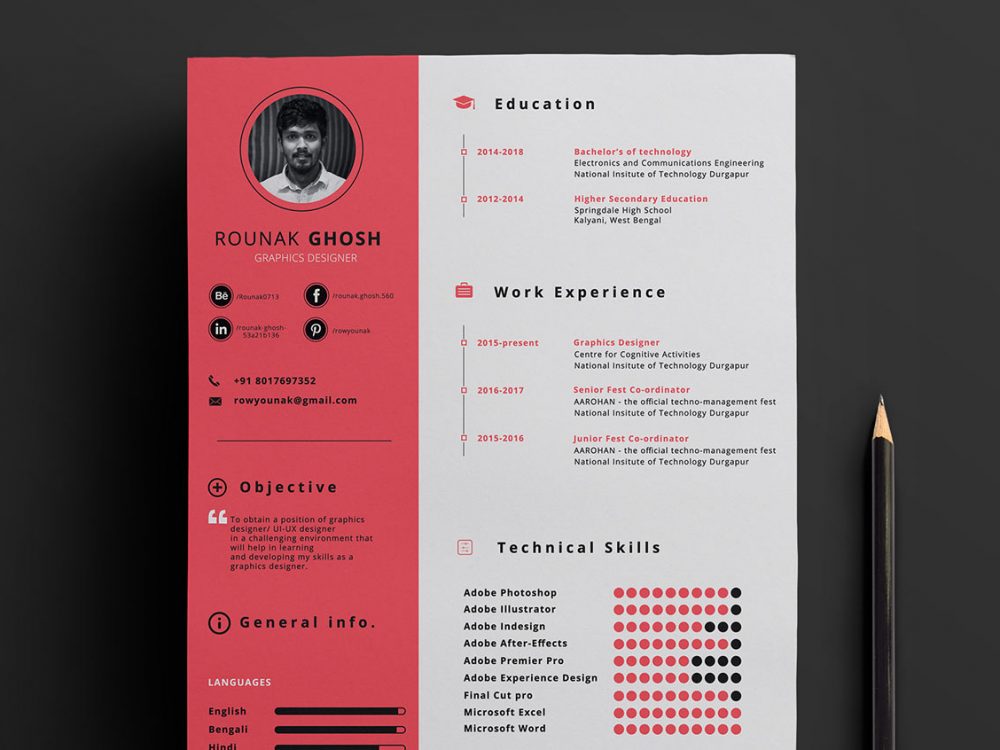 ROUNAK GHOSH
GRAPHICS DESIGNER
Bē /Rounak0713
f /rounak.ghosh.560
in /rounak-ghosh-
53a21b136
/rowyounak
+91 8017697352
rowyounak@gmail.com
Objective
“ To obtain a position of graphics
designer/ UI-UX designer
in a challenging environment that
will help in learning
and developing my skills as a
graphics designer.
General info.
LANGUAGES
English
Bengali
Hindi
Education
2014-2018 Bachelor's of technology
Electronics and Communications Engineering
National Insitute of Technology Durgapur
2012-2014 Higher Secondary Education
Springdale High School
Kalyani, West Bengal
Work Experience
2015-present Graphics Designer
Centre for Cognitive Activities
National Insitute of Technology Durgapur
2016-2017 Senior Fest Co-ordinator
AAROHAN - the official techno-management fest
National Insitute of Technology Durgapur
2015-2016 Junior Fest Co-ordinator
AAROHAN - the official techno-management fest
National Insitute of Technology Durgapur
Technical Skills
Adobe Photoshop
Adobe Illustrator
Adobe Indesign
Adobe After-Effects
Adobe Premier Pro
Adobe Experience Design
Final Cut pro
Microsoft Excel
Microsoft Word